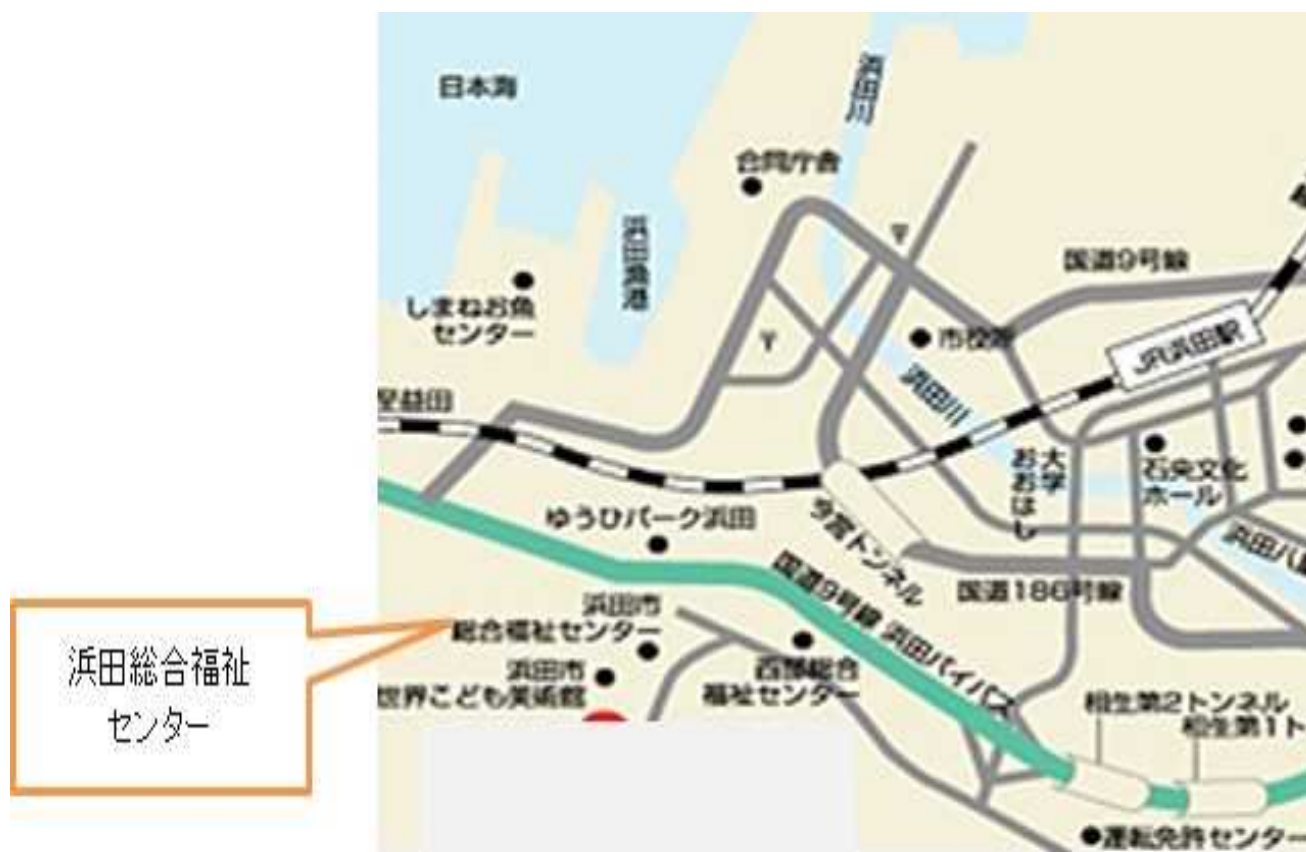 日本海
浜田川
合同庁舎
浜田漁港
国道9号線
しまねお魚
センター
市役所
JR浜田駅
浜田川
益田
大学
おおはし
石央文化
ホール
ゆうひパーク浜田
今宮トンネル
浜田八
国道9号線 浜田バイパス
国道186号線
浜田市
総合福祉センター
浜田総合福祉
センター
浜田市
世界こども美術館
西部総合
福祉センター
相生第2トンネル
相生第1ト
運転免許センター